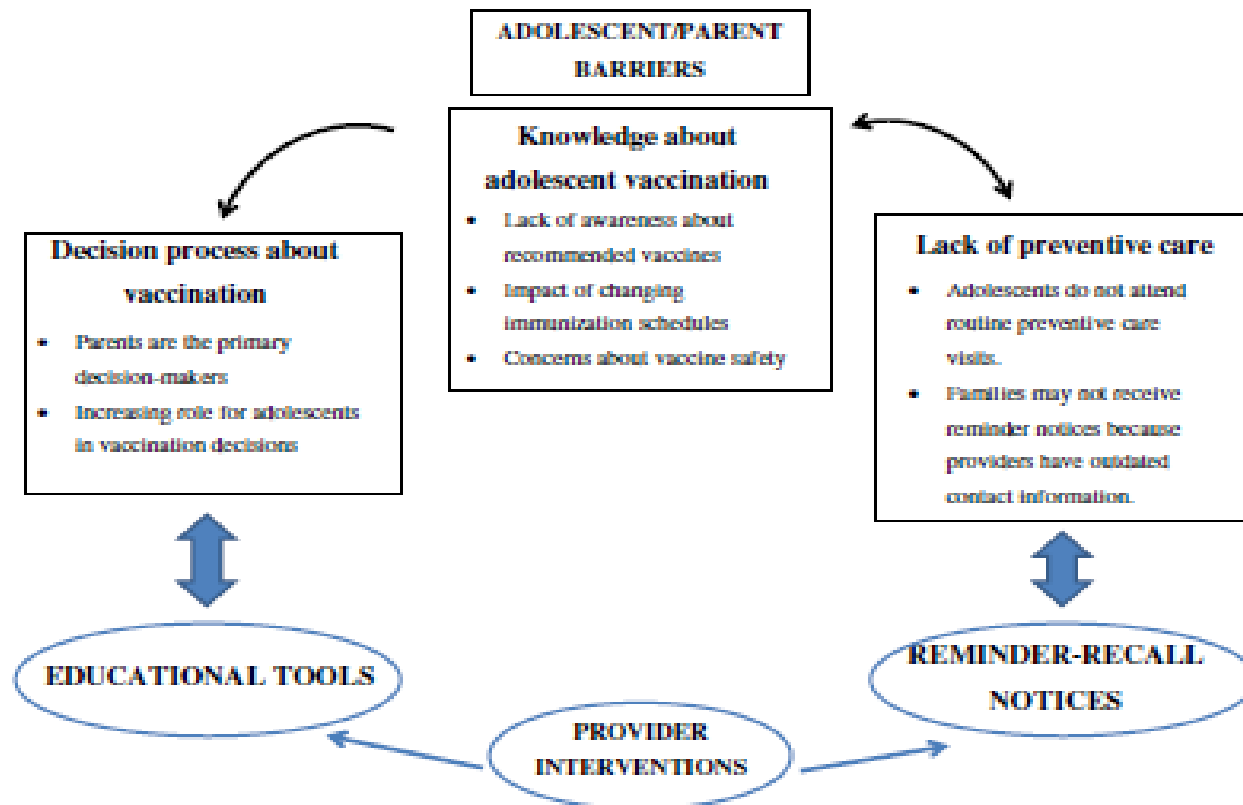 ADOLESCENT/PARENT
BARRIERS
Knowledge about
adolescent vaccination
• Lack of awareness about
recommended vaccines
• Impact of changing
immunization schedules
• Concerns about vaccine safety
Decision process about
vaccination
• Parents are the primary
decision-makers
• Increasing role for adolescents
in vaccination decisions
Lack of preventive care
• Adolescents do not attend
routine preventive care
visits.
• Families may not receive
reminder notices because
providers have outdated
contact information.
EDUCATIONAL TOOLS
REMINDER-RECALL
NOTICES
PROVIDER
INTERVENTIONS